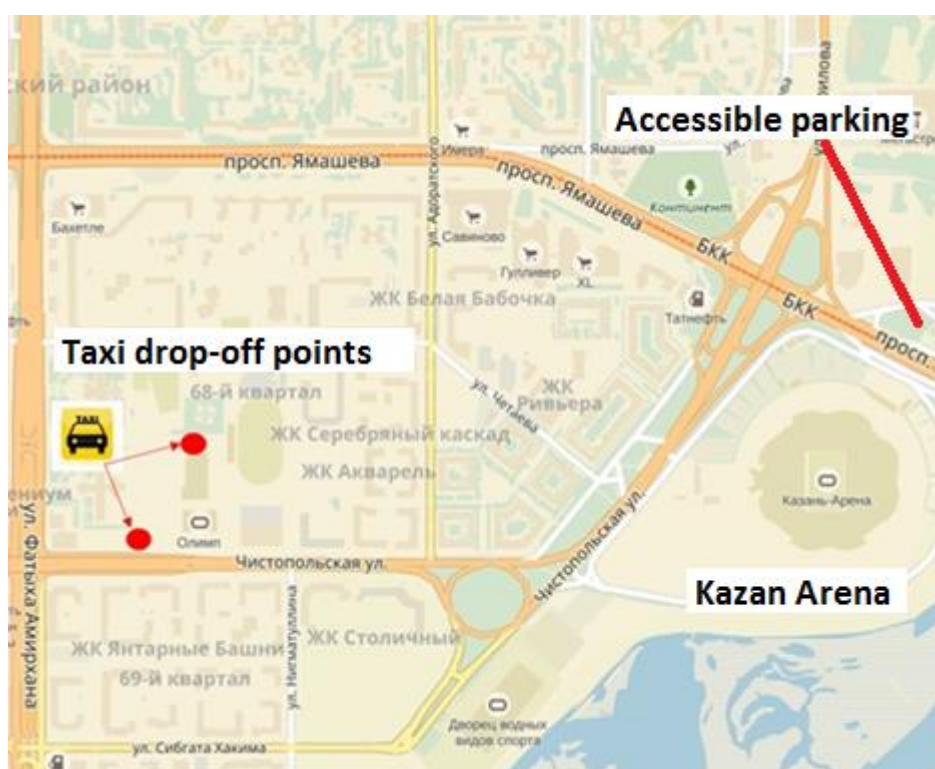 ский район
рилова
Accessible parking
Мегастро
просп. Ямашева
Имера
просп. Ямашева
ул.
ул. Адоратского
просп. Ямашева
Континент
Бахетле
Савиново
Гулливер
XL
БКК
Татнефть
БКК
просп.
ЖК Белая Бабочка
фть
Taxi drop-off points
68-й квартал
ул. Четаева
ЖК
Ривьера
TAXI
ЖК Серебряный каскад
ЖК Акварель
ениум
Олимп
Казань-Арена
ул. Фатыха Амирхана
Чистопольская ул.
Чистопольская ул.
Kazan Arena
ЖК Янтарные Башни
69-й квартал
ул. Нигматуллина
ЖК Столичный
Дворец водных
видов спорта
ул. Сибгата Хакима